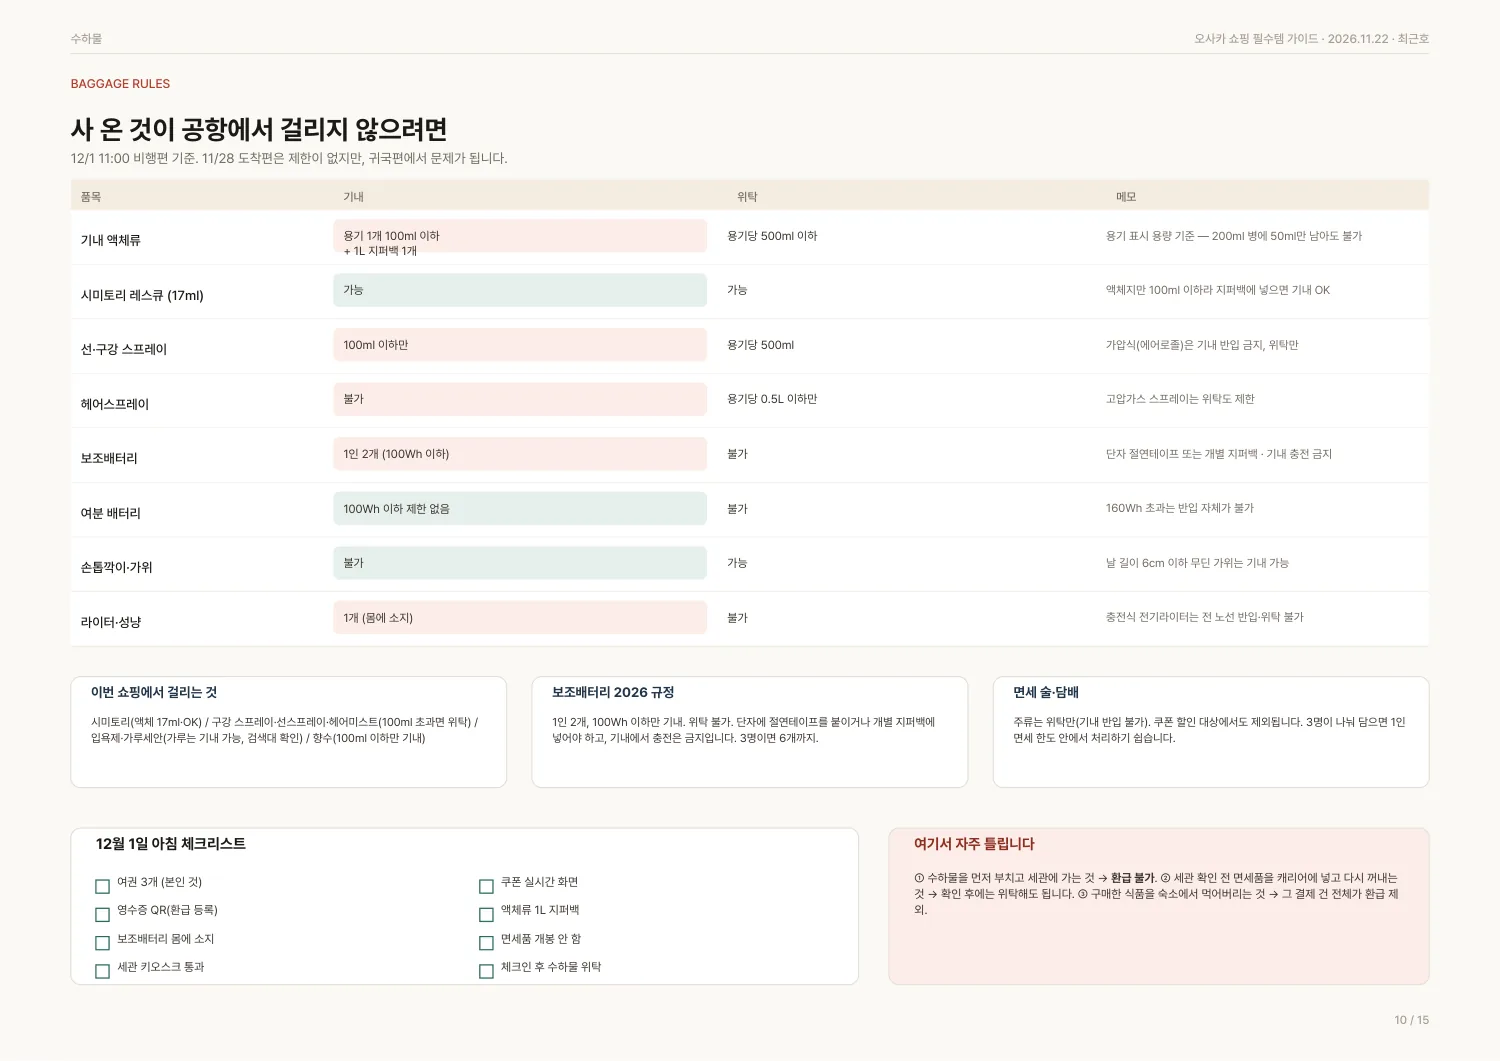 수하물
오사카 쇼핑 필수템 가이드 · 2026.11.22 · 최근호
BAGGAGE RULES
사 온 것이 공항에서 걸리지 않으려면
12/1 11:00 비행편 기준. 11/28 도착편은 제한이 없지만, 귀국편에서 문제가 됩니다.
품목 기내 위탁 메모
기내 액체류 용기 1개 100ml 이하 용기당 500ml 이하 용기 표시 용량 기준 — 200ml 병에 50ml만 남아도 불가
+ 1L 지퍼백 1개
시미토리 레스큐 (17ml) 가능 가능 액체지만 100ml 이하라 지퍼백에 넣으면 기내 OK
선·구강 스프레이 100ml 이하만 용기당 500ml 가압식(에어로졸)은 기내 반입 금지, 위탁만
헤어스프레이 불가 용기당 0.5L 이하만 고압가스 스프레이는 위탁도 제한
보조배터리 1인 2개 (100Wh 이하) 불가 단자 절연테이프 또는 개별 지퍼백 · 기내 충전 금지
여분 배터리 100Wh 이하 제한 없음 불가 160Wh 초과는 반입 자체가 불가
손톱깍이·가위 불가 가능 날 길이 6cm 이하 무딘 가위는 기내 가능
라이터·성냥 1개 (몸에 소지) 불가 충전식 전기라이터는 전 노선 반입·위탁 불가
이번 쇼핑에서 걸리는 것
시미토리(액체 17ml·OK) / 구강 스프레이·선스프레이·헤어미스트(100ml 초과면 위탁) /
입욕제·가루세안(가루는 기내 가능, 검색대 확인) / 향수(100ml 이하만 기내)
보조배터리 2026 규정
1인 2개, 100Wh 이하만 기내. 위탁 불가. 단자에 절연테이프를 붙이거나 개별 지퍼백에
넣어야 하고, 기내에서 충전은 금지입니다. 3명이면 6개까지.
면세 술·담배
주류는 위탁만(기내 반입 불가). 쿠폰 할인 대상에서도 제외됩니다. 3명이 나눠 담으면 1인
면세 한도 안에서 처리하기 쉽습니다.
12월 1일 아침 체크리스트
여권 3개 (본인 것)
영수증 QR(환급 등록)
보조배터리 몸에 소지
세관 키오스크 통과
쿠폰 실시간 화면
액체류 1L 지퍼백
면세품 개봉 안 함
체크인 후 수하물 위탁
여기서 자주 틀립니다
① 수하물을 먼저 부치고 세관에 가는 것 → 환급 불가. ② 세관 확인 전 면세품을 캐리어에 넣고 다시 꺼내는
것 → 확인 후에는 위탁해도 됩니다. ③ 구매한 식품을 숙소에서 먹어버리는 것 → 그 결제 건 전체가 환급 제
외.
10 / 15